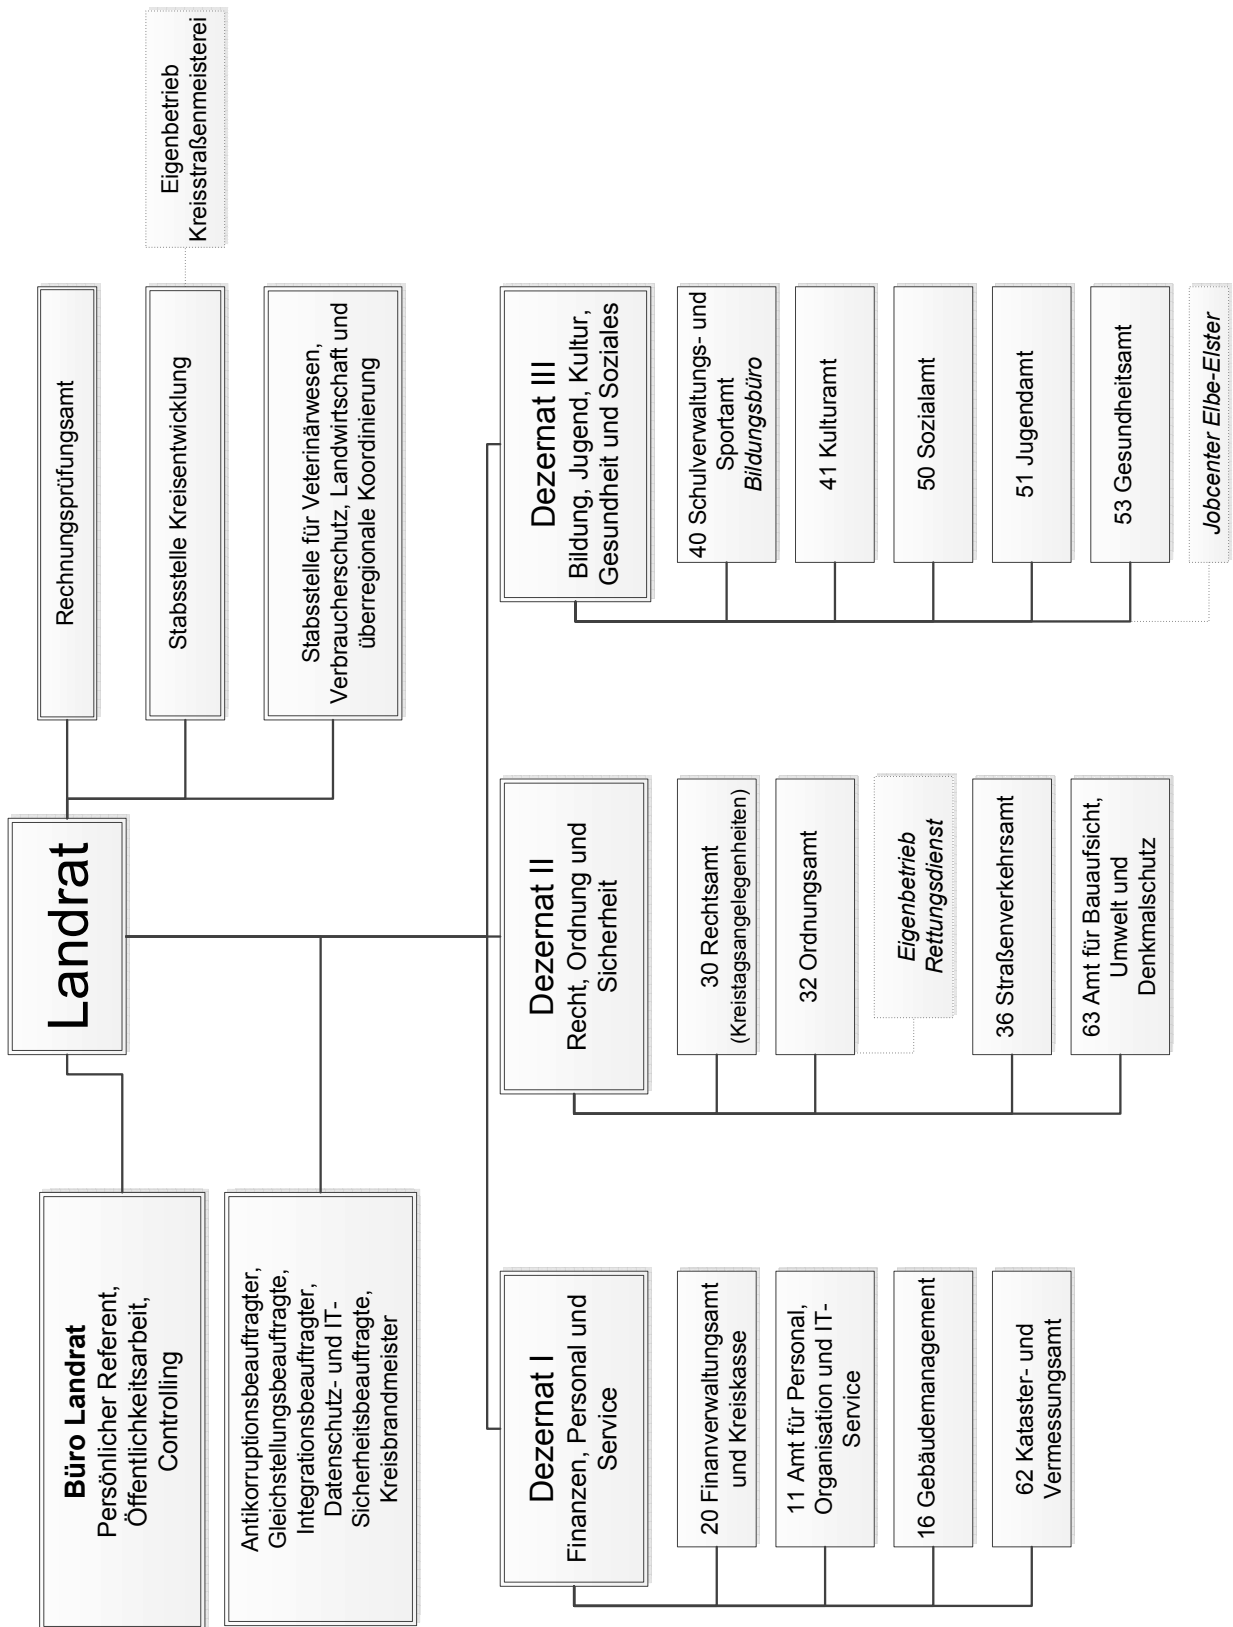 Landrat
Büro Landrat
Persönlicher Referent,
Öffentlichkeitsarbeit,
Controlling
Antikorruptionsbeauftragter,
Gleichstellungsbeauftragte,
Integrationsbeauftragter,
Datenschutz- und IT-
Sicherheitsbeauftragte,
Kreisbrandmeister
Rechnungsprüfungsamt
Stabsstelle Kreisentwicklung
Eigenbetrieb
Kreisstraßenmeisterei
Stabsstelle für Veterinärwesen,
Verbraucherschutz, Landwirtschaft und
überregionale Koordinierung
Dezernat I
Finanzen, Personal und
Service
20 Finanverwaltungsamt
und Kreiskasse
11 Amt für Personal,
Organisation und IT-
Service
16 Gebäudemanagement
62 Kataster- und
Vermessungsamt
Dezernat II
Recht, Ordnung und
Sicherheit
30 Rechtsamt
(Kreistagsangelegenheiten)
32 Ordnungsamt
Eigenbetrieb
Rettungsdienst
36 Straßenverkehrsamt
63 Amt für Bauaufsicht,
Umwelt und
Denkmalschutz
Dezernat III
Bildung, Jugend, Kultur,
Gesundheit und Soziales
40 Schulverwaltungs- und
Sportamt
Bildungsbüro
41 Kulturamt
50 Sozialamt
51 Jugendamt
53 Gesundheitsamt
Jobcenter Elbe-Elster